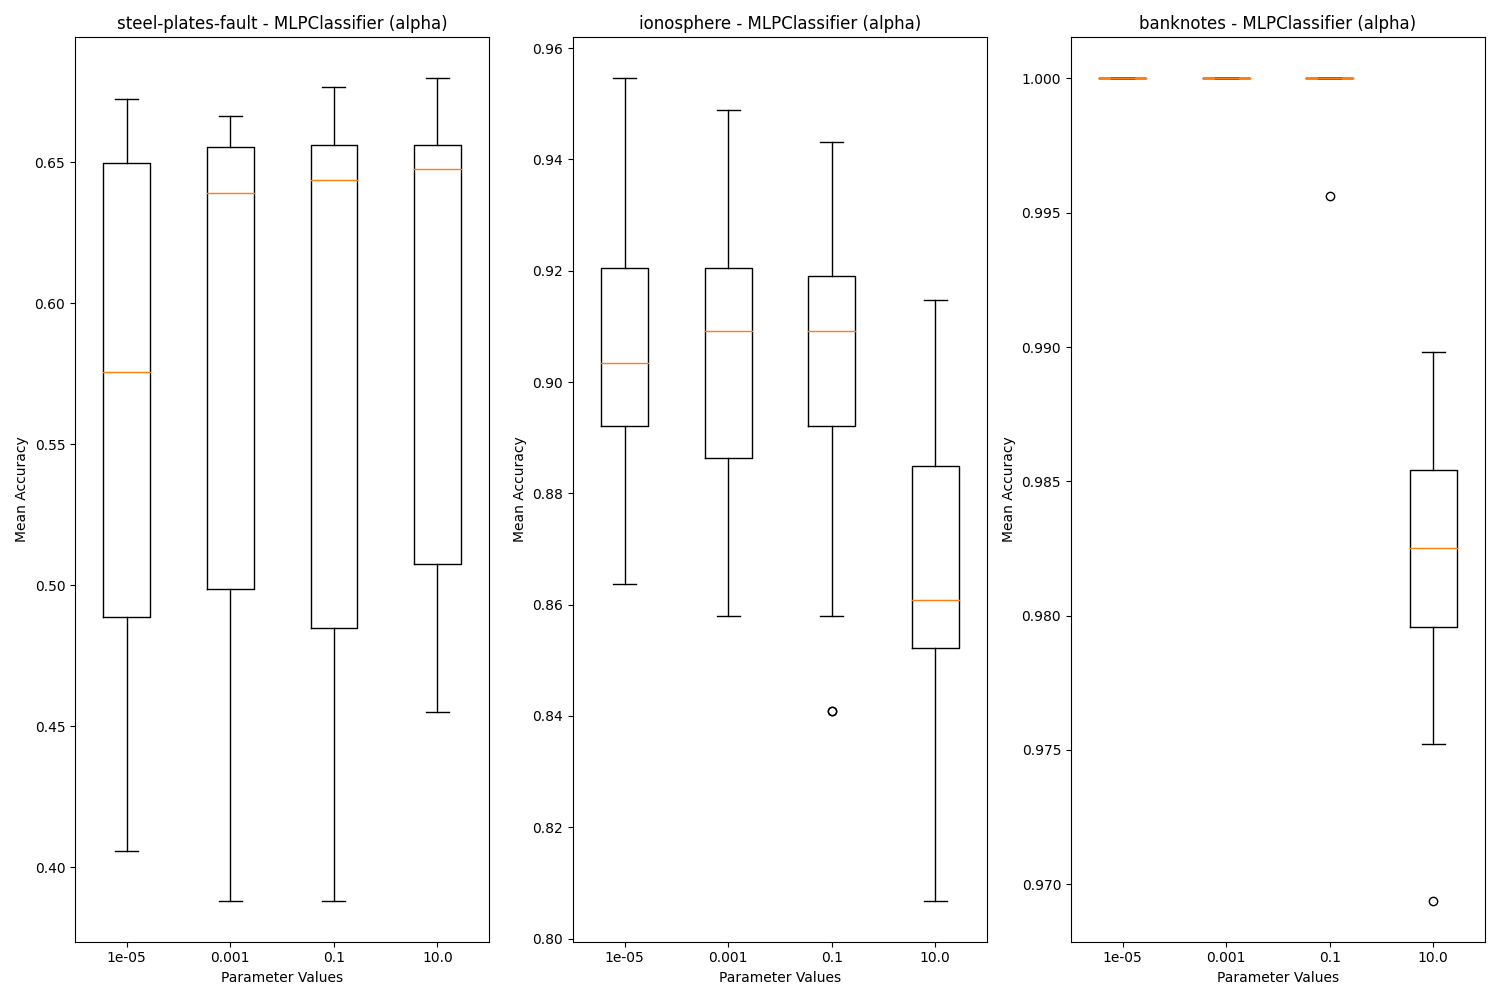 steel-plates-fault - MLPClassifier (alpha)
Mean Accuracy
0.65
0.60
0.55
0.50
0.45
0.40
1e-05 0.001 0.1 10.0
Parameter Values
ionosphere - MLPClassifier (alpha)
Mean Accuracy
0.96
0.94
0.92
0.90
0.88
0.86
0.84
0.82
0.80
1e-05 0.001 0.1 10.0
Parameter Values
banknotes - MLPClassifier (alpha)
Mean Accuracy
1.000
0.995
0.990
0.985
0.980
0.975
0.970
1e-05 0.001 0.1 10.0
Parameter Values